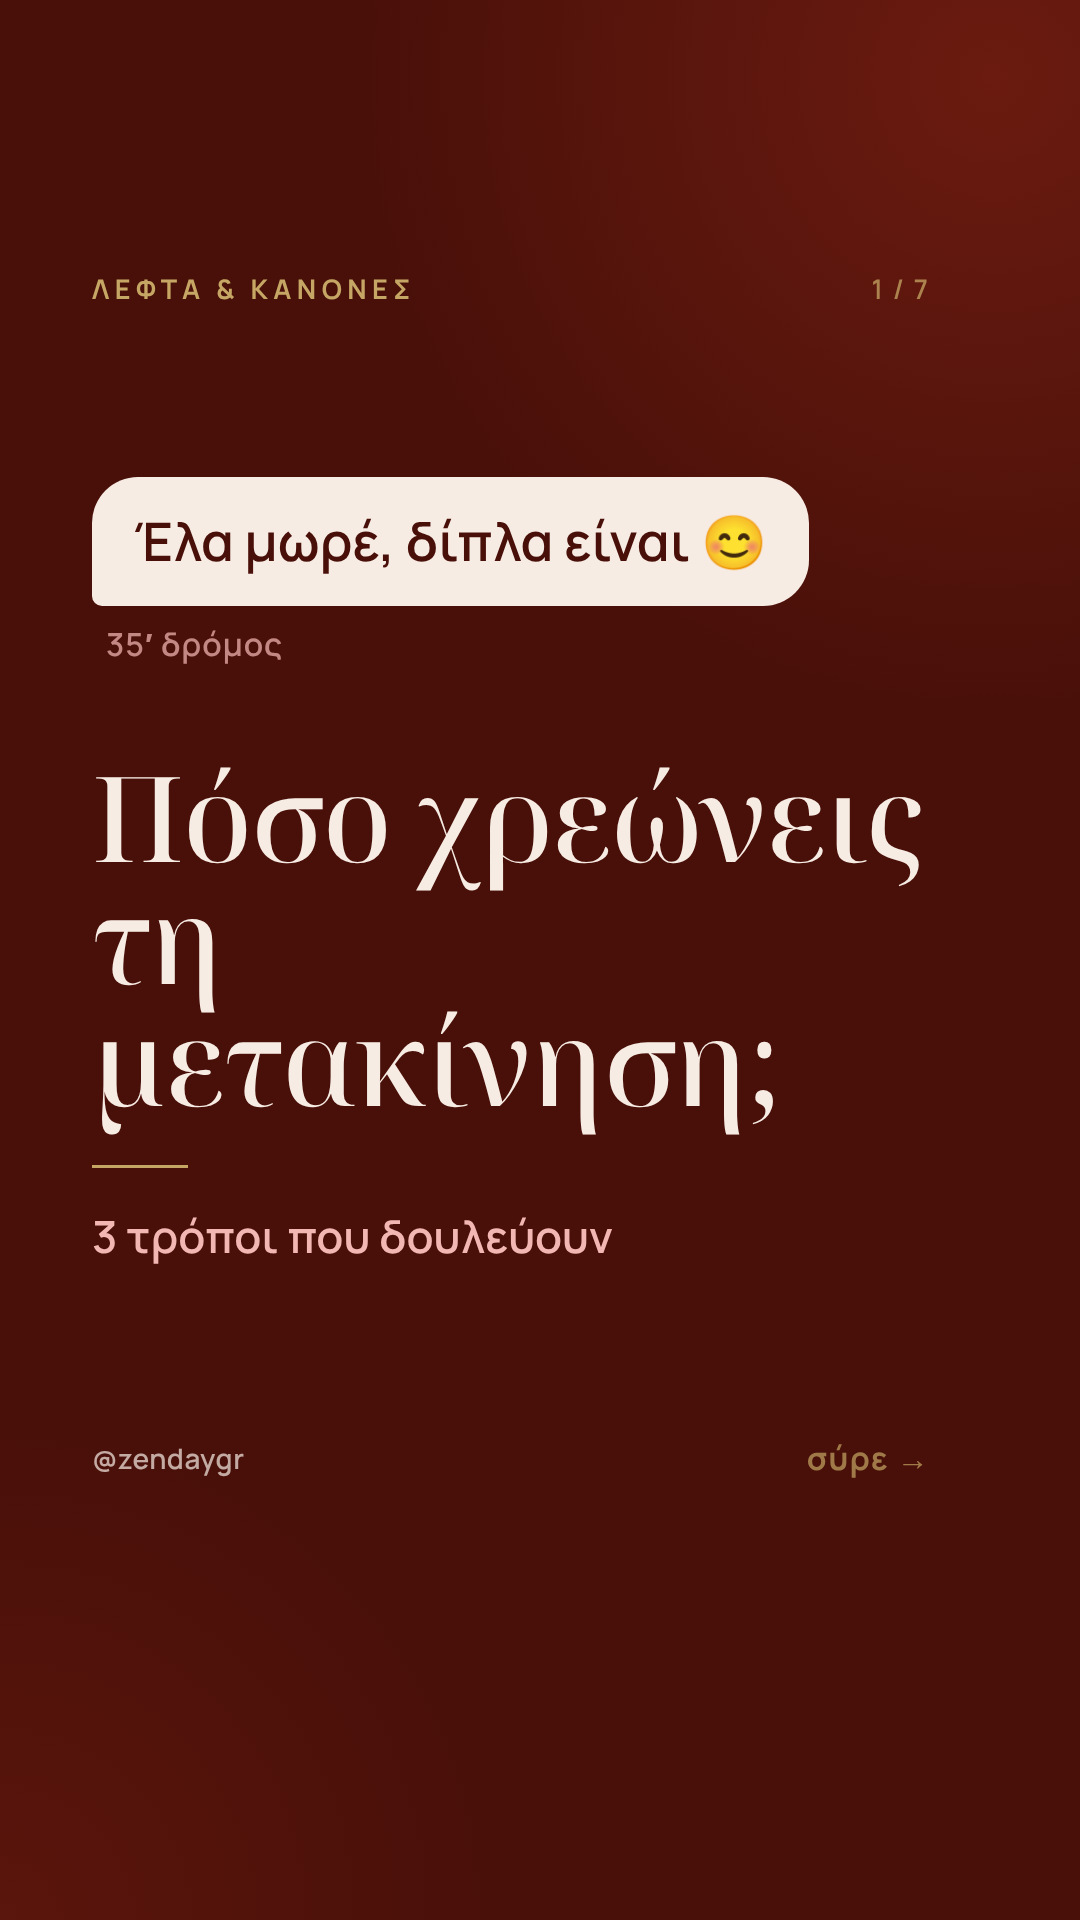 ΛΕΦΤΑ & ΚΑΝΟΝΕΣ
1 / 7
Έλα μωρέ, δίπλα είναι 😊
35′ δρόμος
Πόσο χρεώνεις
τη
μετακίνηση;
3 τρόποι που δουλεύουν
@zendaygr
σύρε →